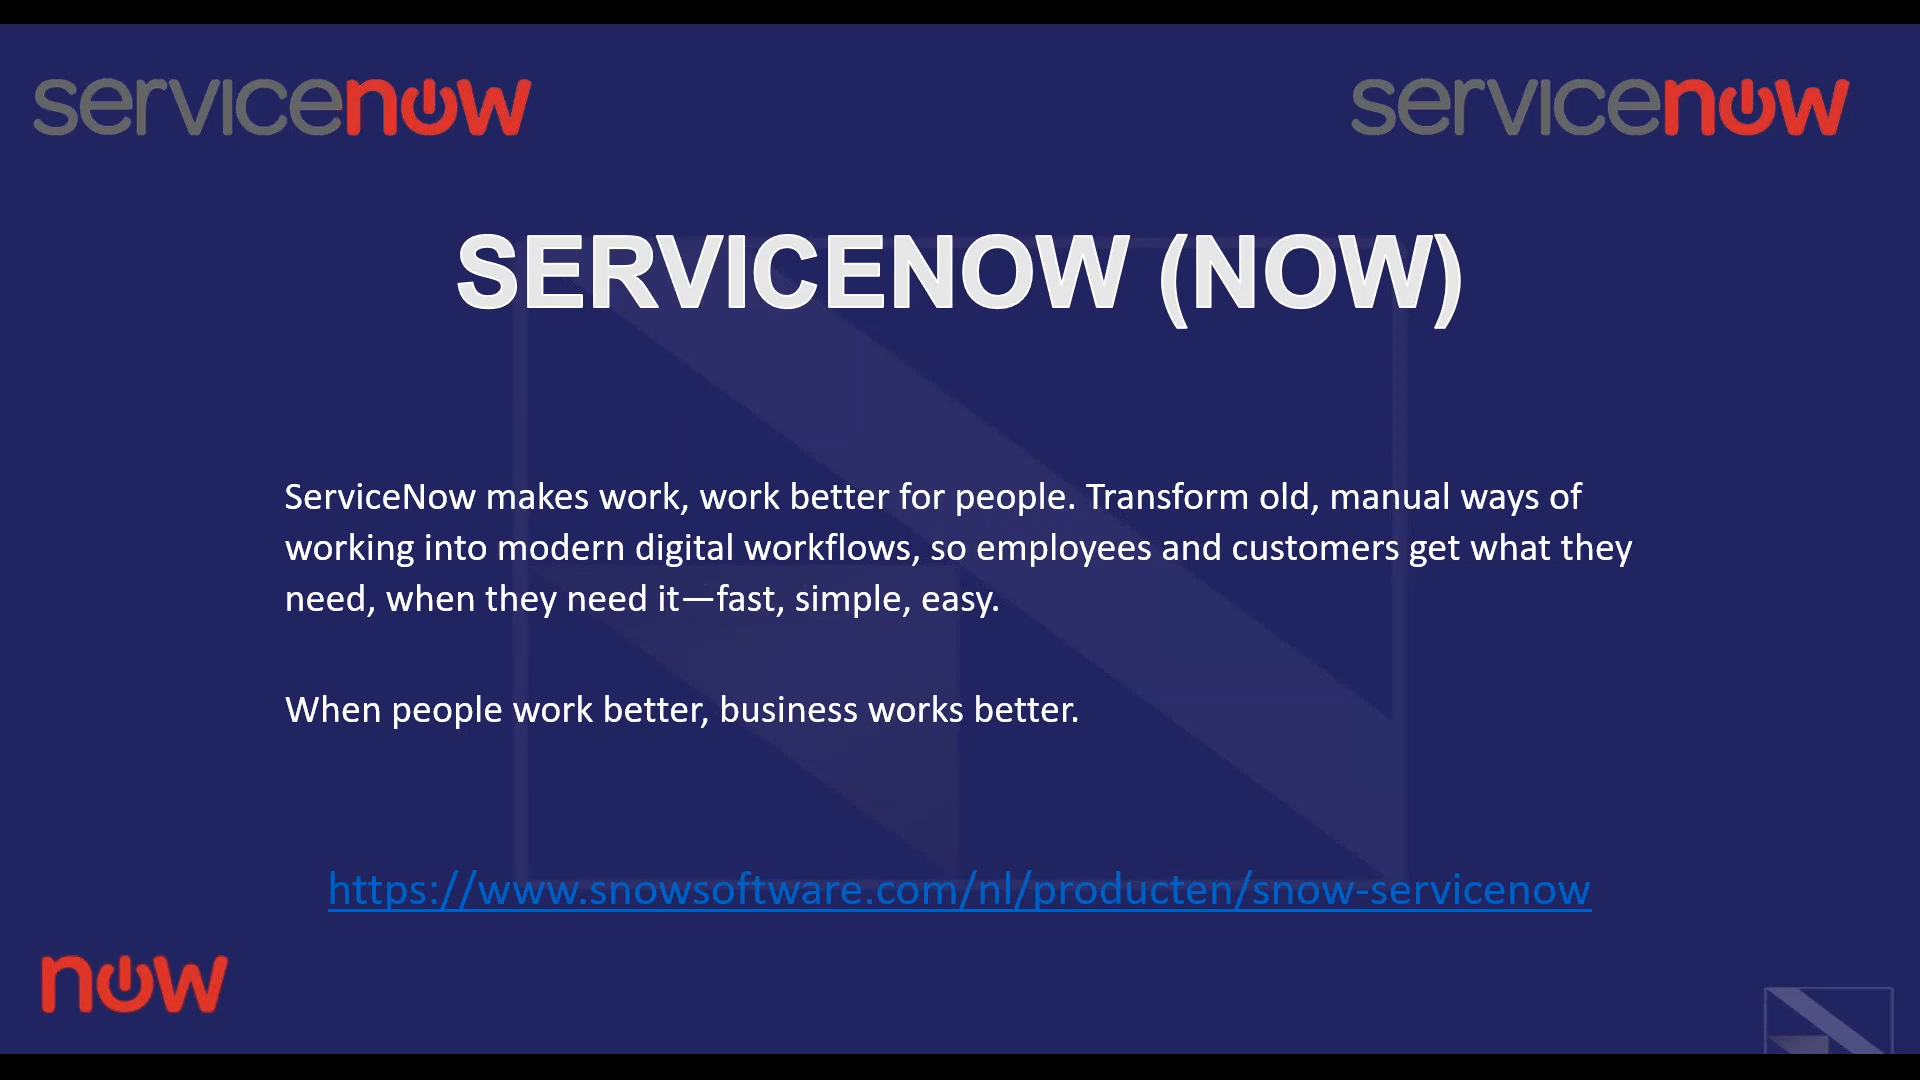 servicenow
servicenow
SERVICENOW (NOW)
ServiceNow makes work, work better for people. Transform old, manual ways of
working into modern digital workflows, so employees and customers get what they
need, when they need it—fast, simple, easy.
When people work better, business works better.
https://www.snowsoftware.com/nl/producten/snow-servicenow
now